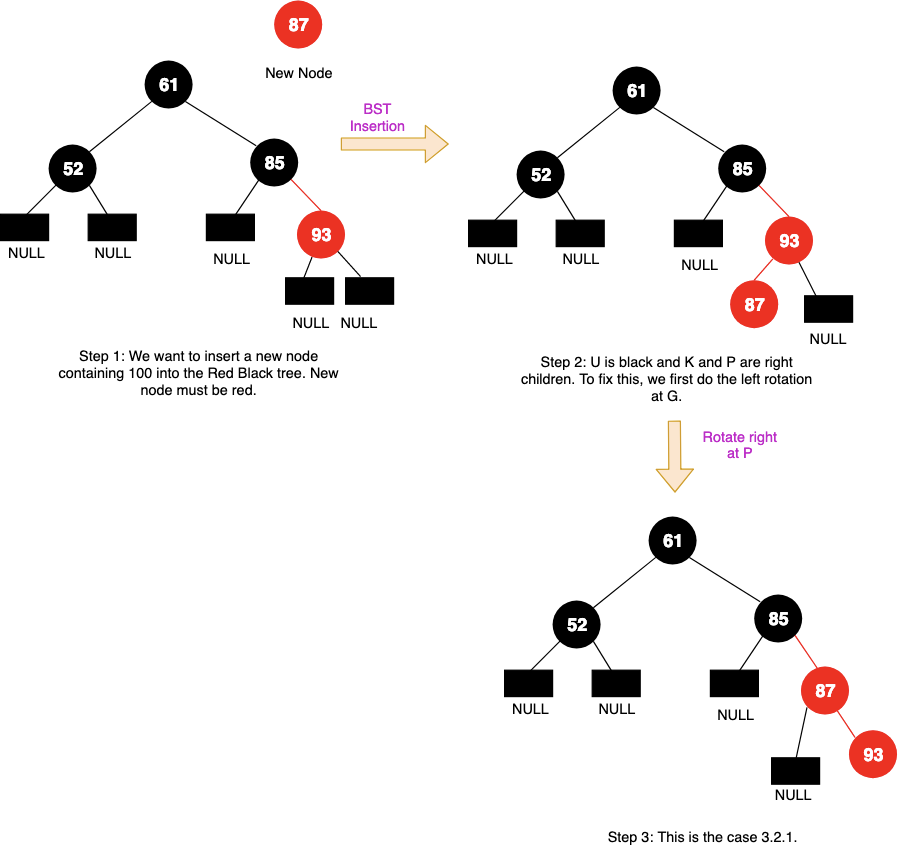 87
New Node
61
52
85
NULL
NULL
NULL
93
NULL
NULL
Step 1: We want to insert a new node
containing 100 into the Red Black tree. New
node must be red.
BST
Insertion
61
52
85
NULL
NULL
NULL
93
87
NULL
Step 2: U is black and K and P are right
children. To fix this, we first do the left rotation
at G.
Rotate right
at P
61
52
85
NULL
NULL
NULL
87
93
NULL
Step 3: This is the case 3.2.1.